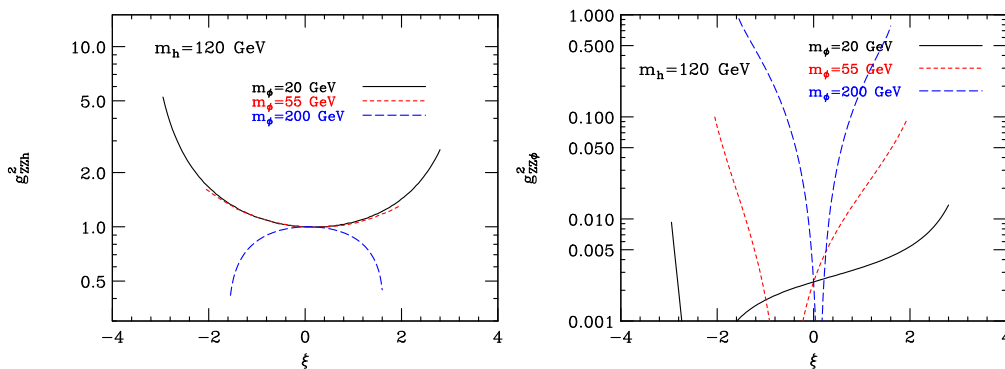 10.0
5.0
2.0
1.0
0.5
g²ZZh
m_h=120 GeV
m_φ=20 GeV
m_φ=55 GeV
m_φ=200 GeV
−4 −2 0 2 4
ξ
1.000
0.500
0.100
0.050
0.010
0.005
0.001
g²ZZφ
m_h=120 GeV
m_φ=20 GeV
m_φ=55 GeV
m_φ=200 GeV
−4 −2 0 2 4
ξ